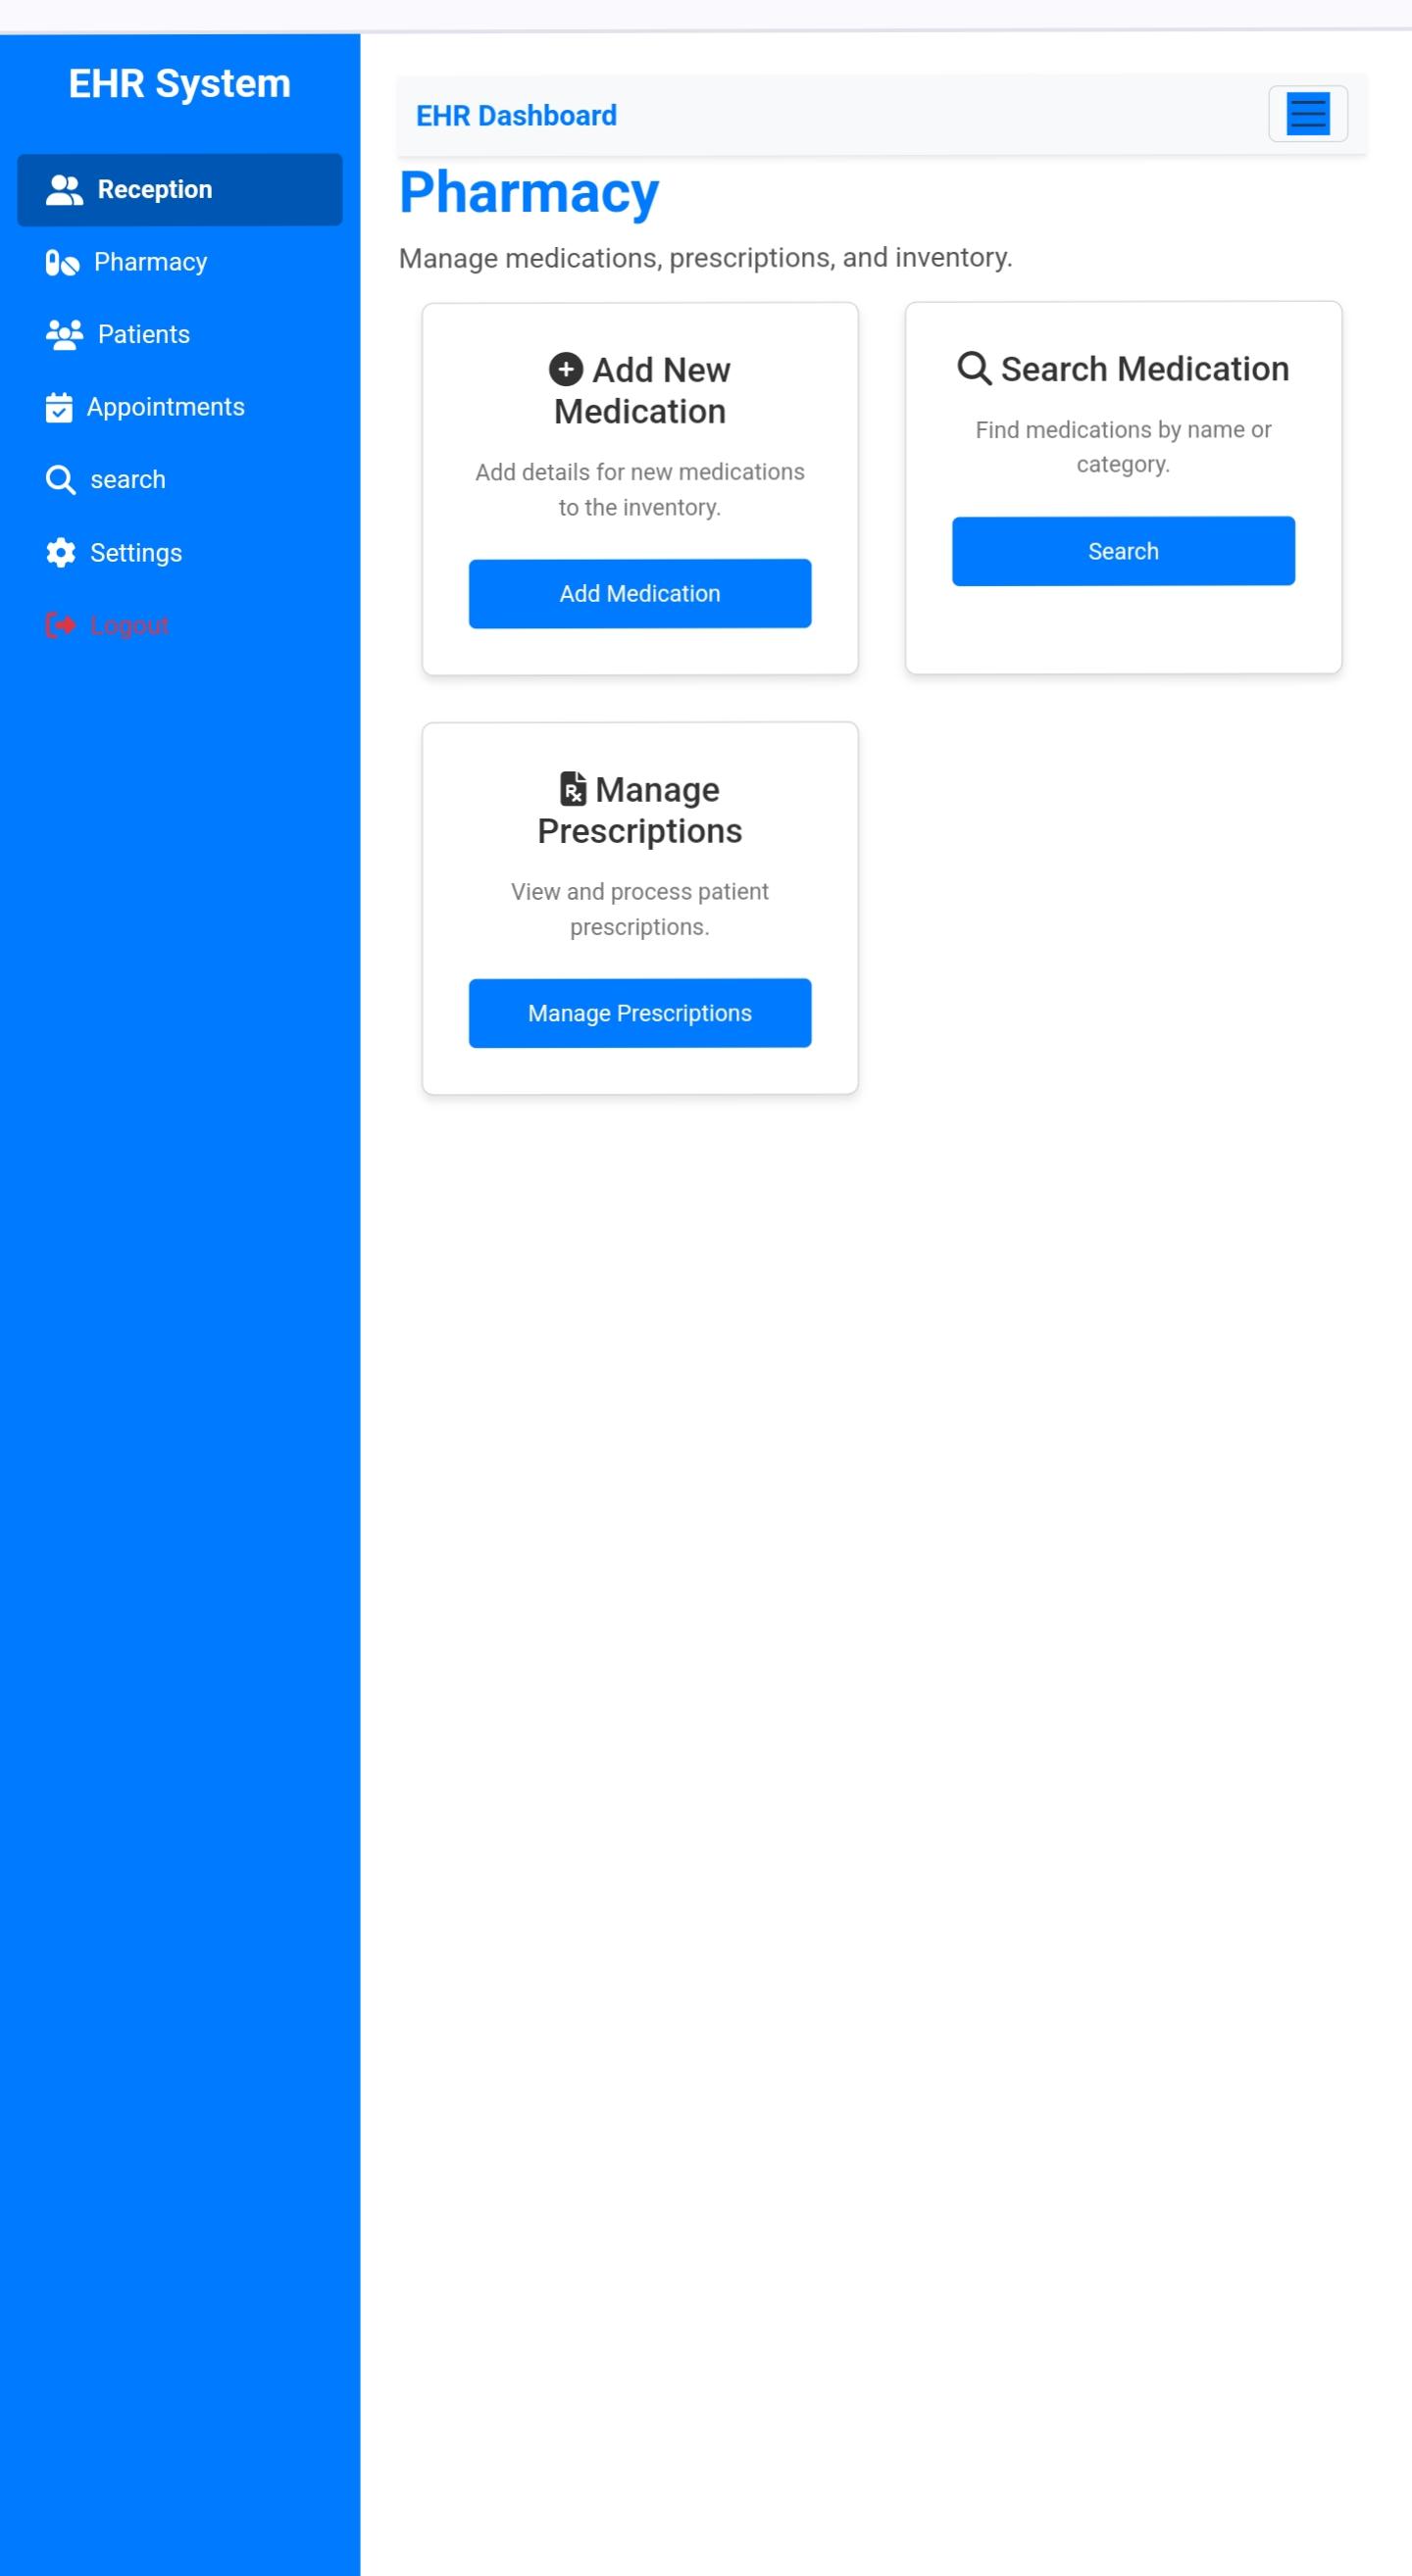 EHR System
Reception
Pharmacy
Patients
Appointments
search
Settings
Logout
EHR Dashboard
Pharmacy
Manage medications, prescriptions, and inventory.
Add New
Medication
Add details for new medications
to the inventory.
Add Medication
Search Medication
Find medications by name or
category.
Search
Manage
Prescriptions
View and process patient
prescriptions.
Manage Prescriptions